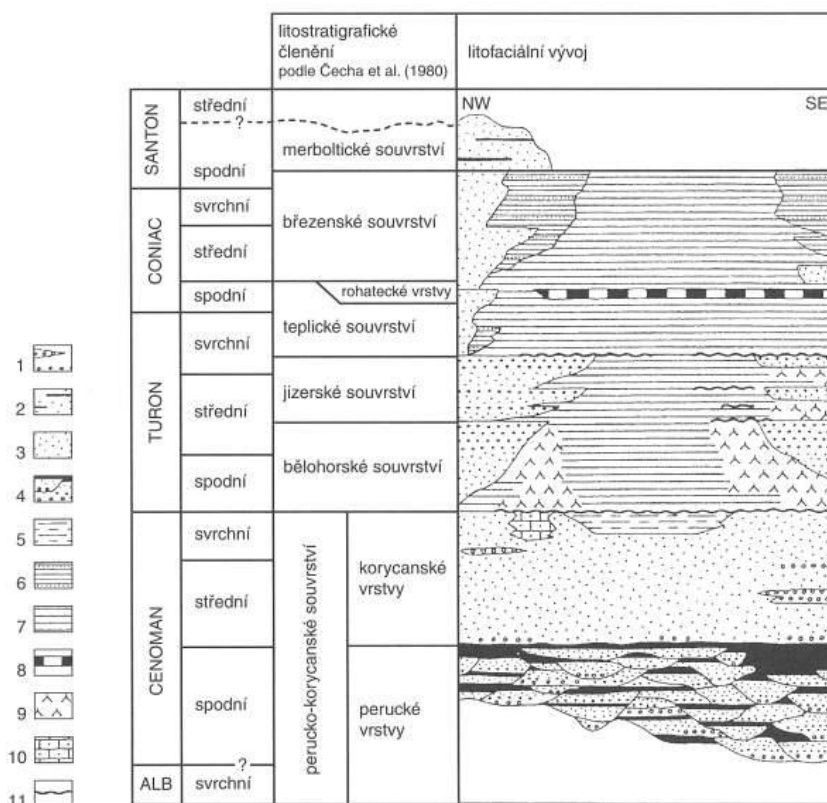 litostratigrafické
členění
podle Čecha et al. (1980)
litofaciální vývoj
NW
SE
SANTON
střední
?
spodní
merboltické souvrství
CONIAC
svrchní
střední
spodní
březenské souvrství
rohatecké vrstvy
TURON
svrchní
střední
spodní
teplické souvrství
jizerské souvrství
bělohorské souvrství
CENOMAN
svrchní
střední
spodní
perucko-korycanské souvrství
korycanské
vrstvy
perucké
vrstvy
?
ALB
svrchní
1
2
3
4
5
6
7
8
9
10
11